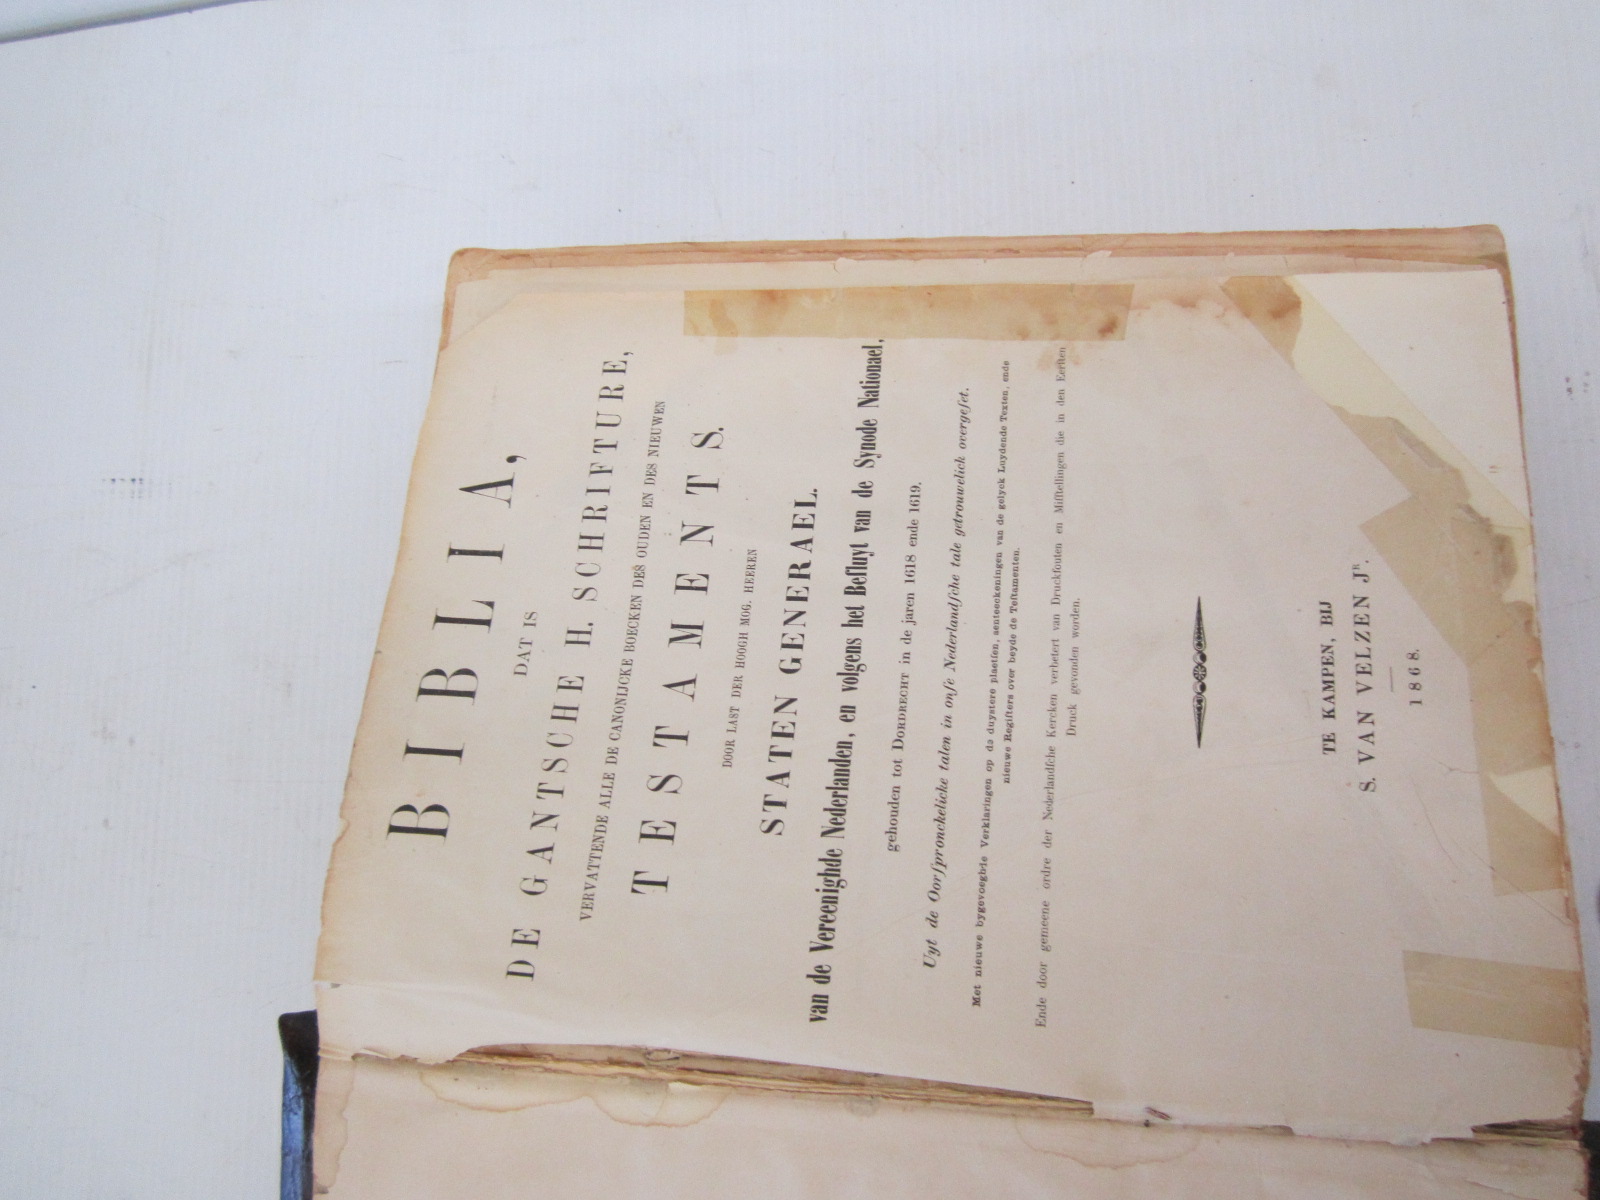 BIBLIA,
DAT IS
DE GANTSCHE H. SCHRIFTURE,
VERVATTENDE ALLE DE CANONIJCKE BOECKEN DES OUDEN EN DES NIEUWEN
TESTAMENTS.
DOOR LAST DER HOOGH MOG. HEEREN
STATEN GENERAEL.
van de Vereenighde Nederlanden, en volgens het Beſluyt van de Synode Nationael,
gehouden tot DORDRECHT in de jaren 1618 ende 1619.
Uyt de Oorſpronckelicke talen in onſe Nederlandſche tale getrouwelick overgeſet.
Met nieuwe bygevoeghde Verklaringen op de duystere plaetſen, aenteeckeningen van de gelyck Luydende Texten, ende
nieuwe Regiſters over beyde de Teſtamenten.
Ende door gemeene ordre der Nederlandſche Kercken verbetert van Druckfouten en Miſſtellingen die in den Eerſten
Druck gevonden worden.
TE KAMPEN, BIJ
S. VAN VELZEN JR.
1868.